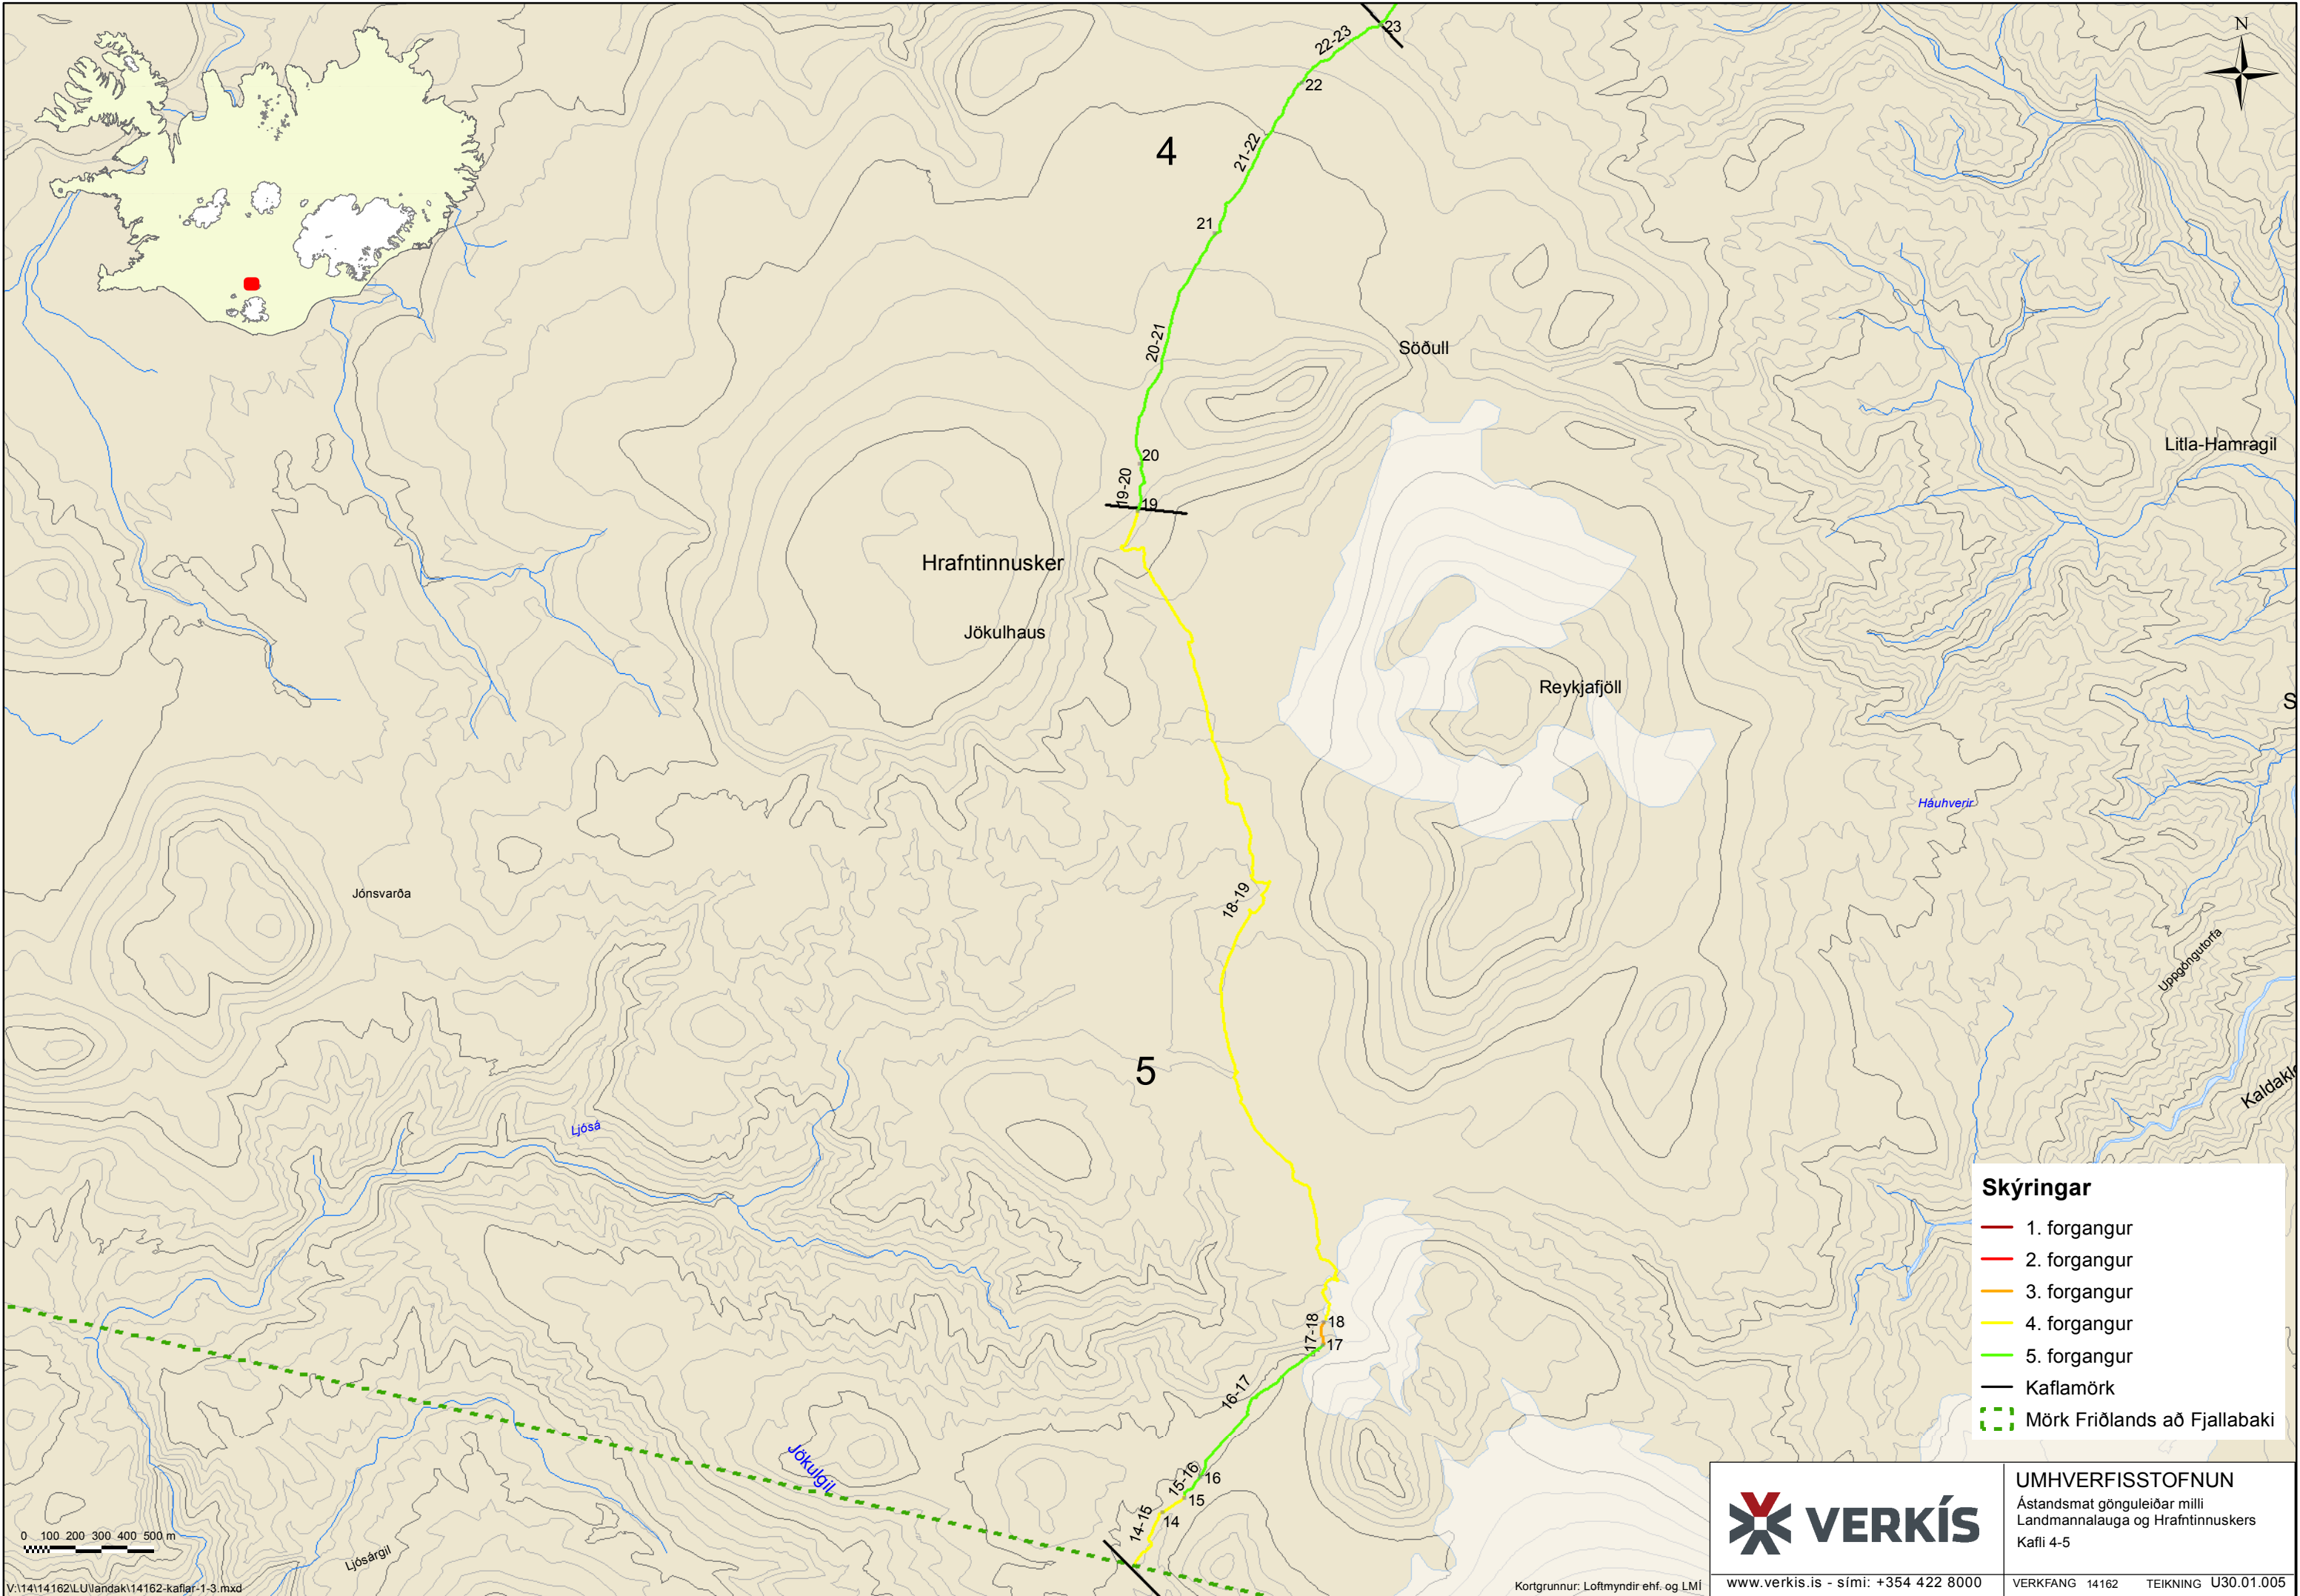 N
23
22-23
22
4
21-22
21
20-21
Söðull
Litla-Hamragil
20
19-20
19
Hrafntinnusker
Jökulhaus
Reykjafjöll
S
Háuhverir
Jónsvarða
18-19
Uppgöngutorfa
5
Kaldaklo
Ljósá
Skýringar
1. forgangur
2. forgangur
3. forgangur
4. forgangur
5. forgangur
Kaflamörk
Mörk Friðlands að Fjallabaki
18
17-18
17
16-17
Jökulgil
15-16
16
15
14-15
14
0 100 200 300 400 500 m
Ljósárgil
V:\14\14162\LU\landak\14162-kaflar-1-3.mxd
Kortgrunnur: Loftmyndir ehf. og LMÍ
VERKÍS
www.verkis.is - sími: +354 422 8000
UMHVERFISSTOFNUN
Ástandsmat gönguleiðar milli
Landmannalauga og Hrafntinnuskers
Kafli 4-5
VERKFANG 14162 TEIKNING U30.01.005